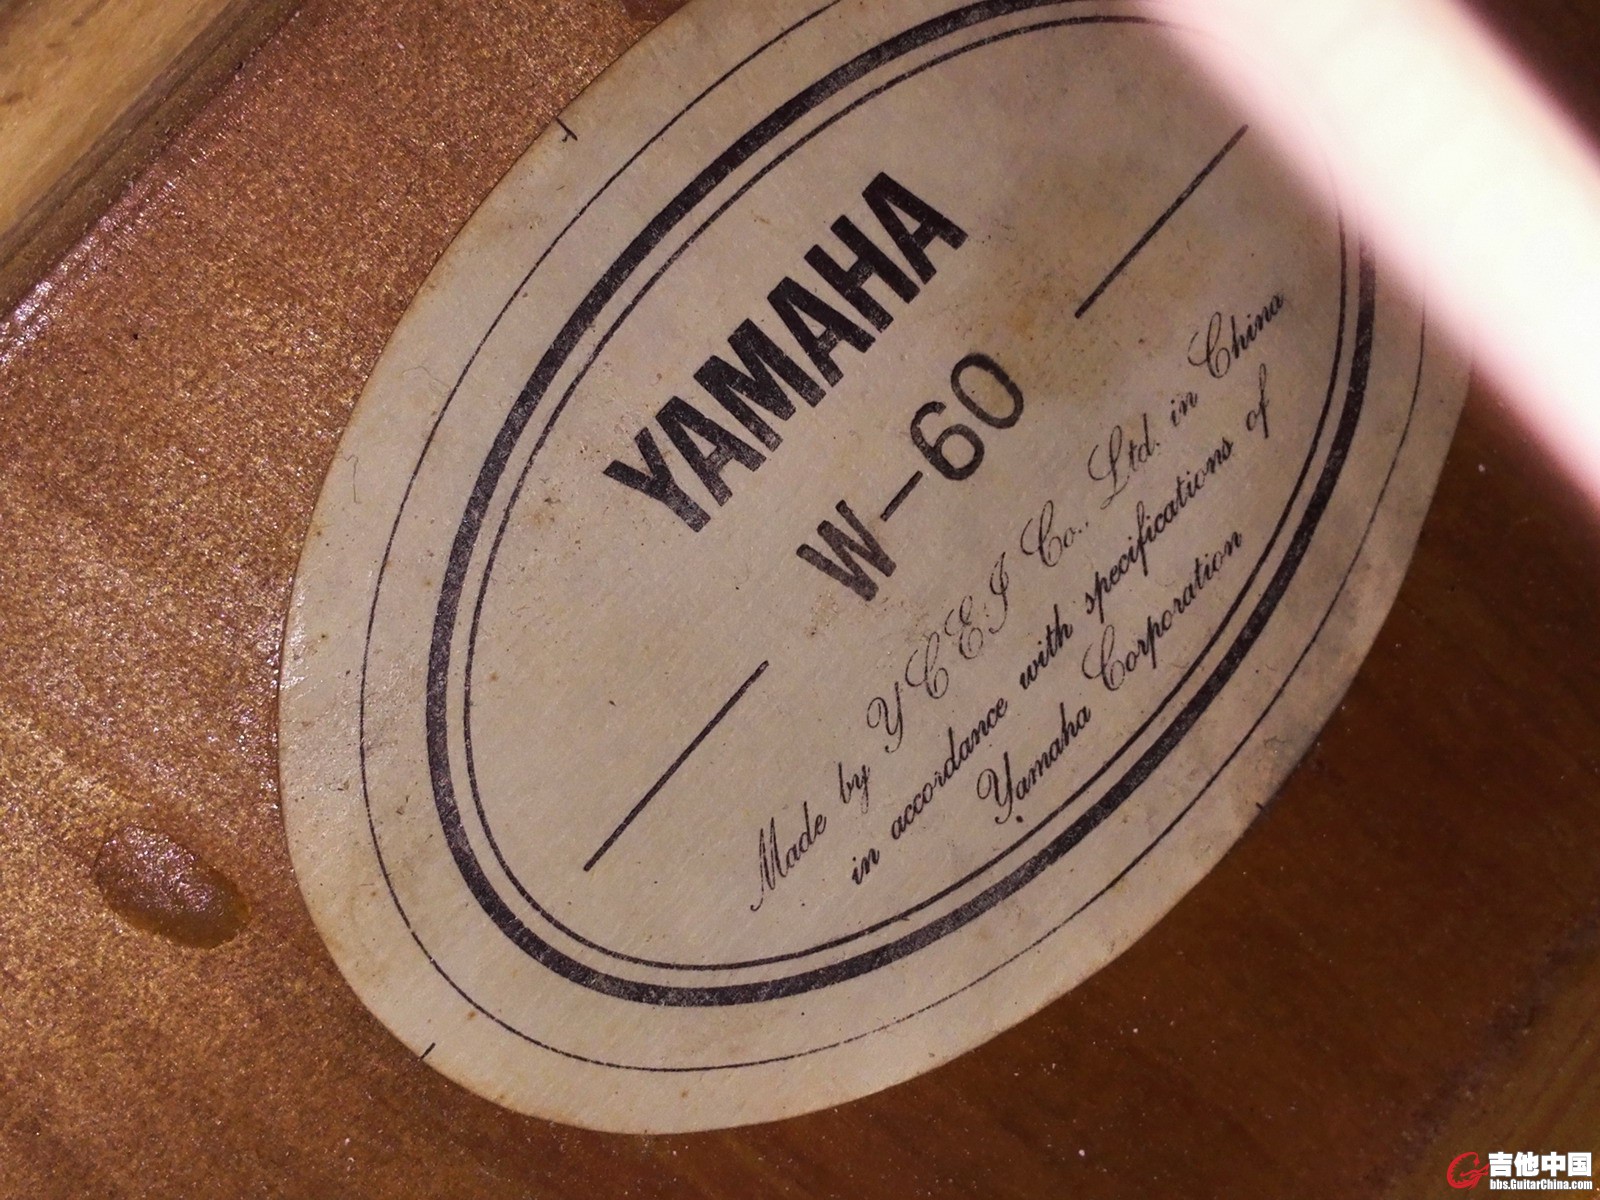 YAMAHA
W-60
Made by YCEI Co., Ltd. in China
in accordance with specifications of
Yamaha Corporation
吉他中国
bbs.GuitarChina.com